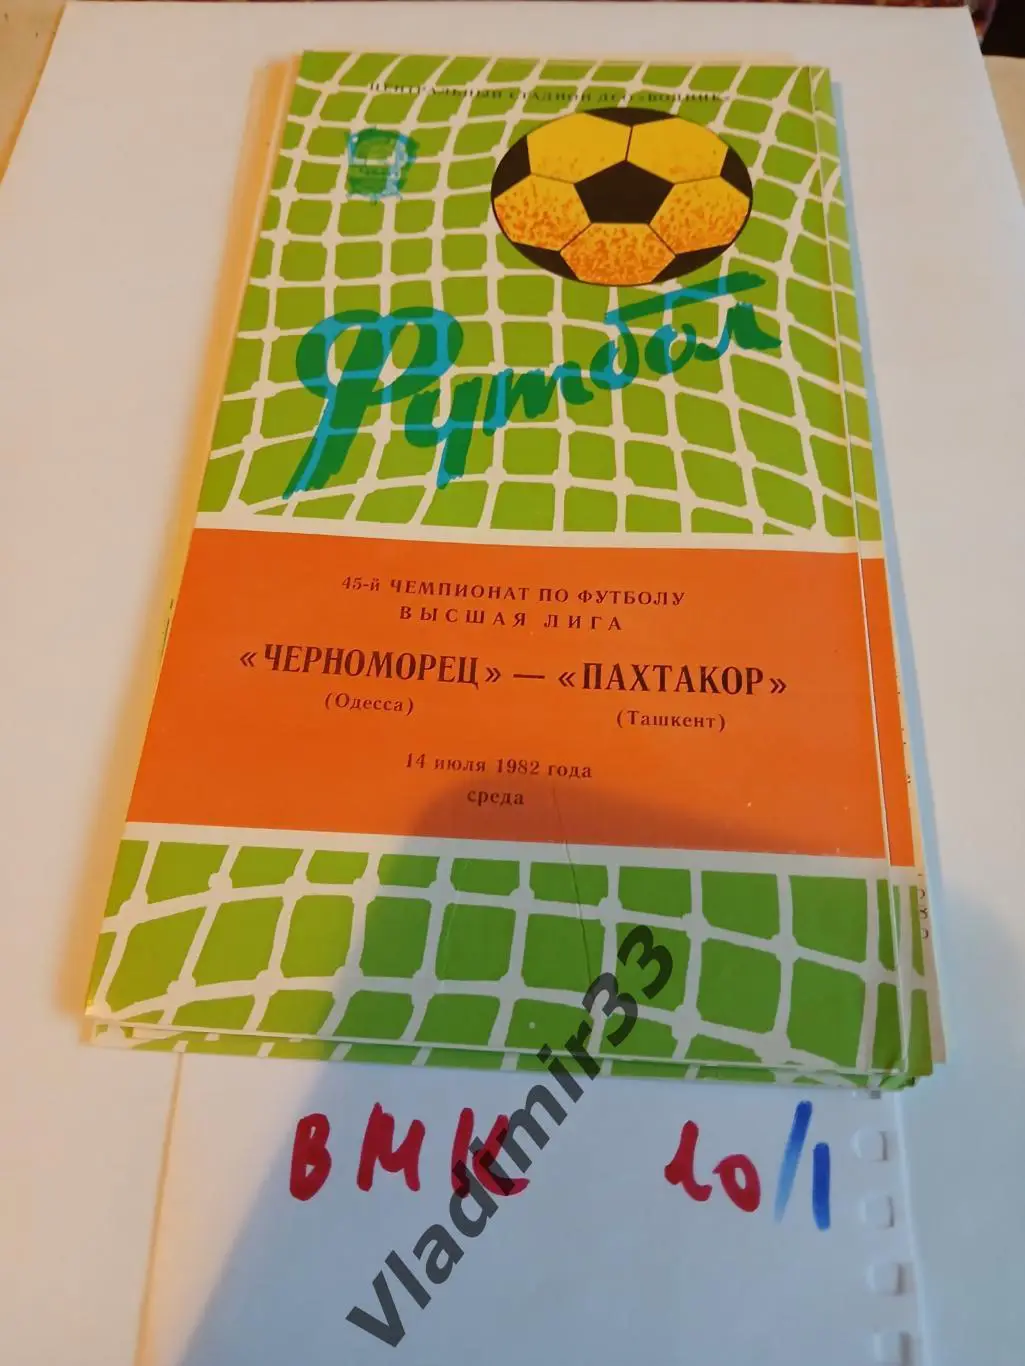 ЦЕНТРАЛЬНЫЙ СТАДИОН ДСО «ВОДНИК»
Футбол
45-й ЧЕМПИОНАТ ПО ФУТБОЛУ
ВЫСШАЯ ЛИГА
«ЧЕРНОМОРЕЦ» — «ПАХТАКОР»
(Одесса) (Ташкент)
14 июля 1982 года
среда
ВМК 10/1
Vladimir33